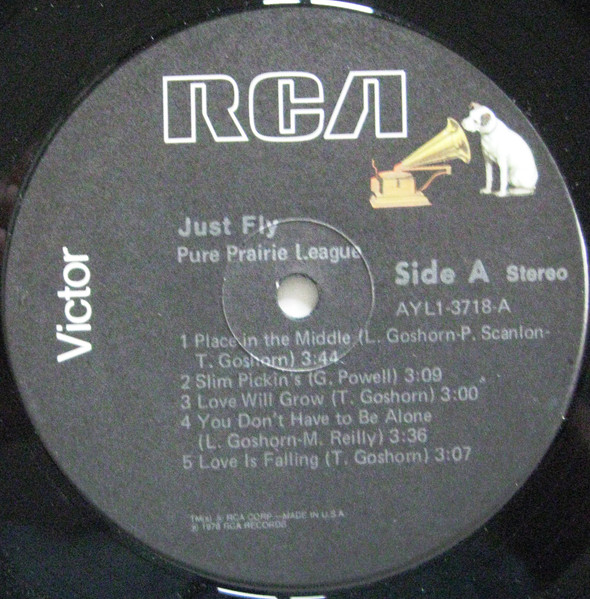 RCA
Victor
Just Fly
Pure Prairie League
Side A Stereo
AYL1-3718-A
1 Place in the Middle (L. Goshorn-P. Scanlon-
T. Goshorn) 3:44
2 Slim Pickin's (G. Powell) 3:09
3 Love Will Grow (T. Goshorn) 3:00
4 You Don't Have to Be Alone
(L. Goshorn-M. Reilly) 3:36
5 Love Is Falling (T. Goshorn) 3:07
TM(s) ® RCA CORP.—MADE IN U.S.A.
℗ 1978 RCA RECORDS